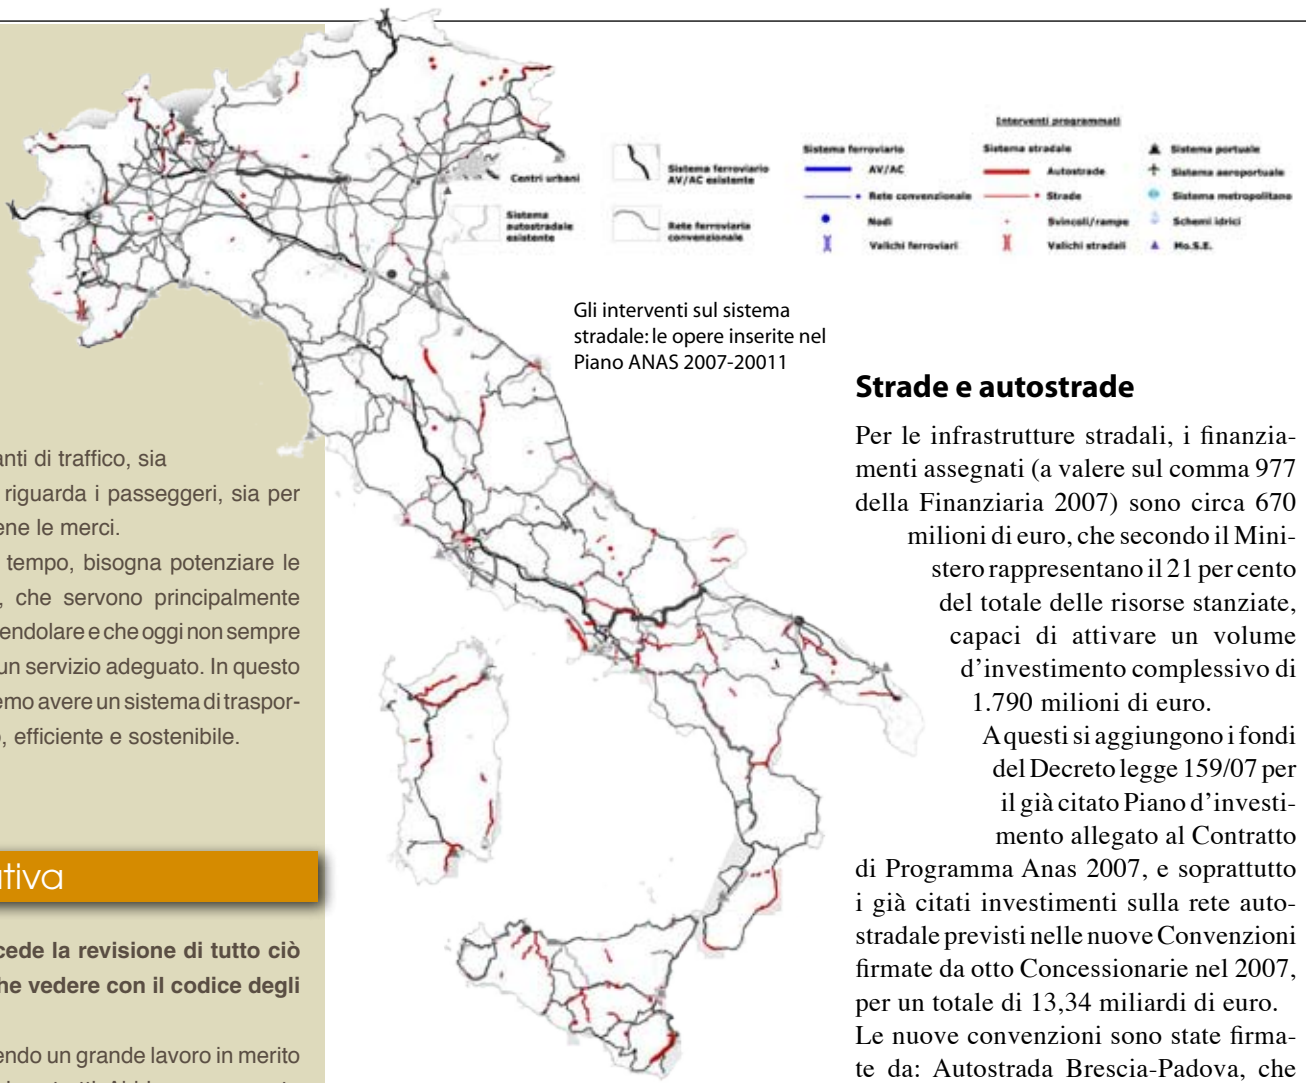 anti di traffico, sia
riguarda i passeggeri, sia per
ene le merci.
tempo, bisogna potenziare le
, che servono principalmente
endolare e che oggi non sempre
un servizio adeguato. In questo
emo avere un sistema di traspor-
, efficiente e sostenibile.
ativa
cede la revisione di tutto ciò
he vedere con il codice degli
endo un grande lavoro in merito
Centri urbani
Sistema
autostradale
esistente
Sistema ferroviario
AV/AC esistente
Rete ferroviaria
convenzionale
Interventi programmati
Sistema ferroviario
AV/AC
Rete convenzionale
Nodi
Valichi ferroviari
Sistema stradale
Autostrade
Strade
Svincoli/rampe
Valichi stradali
Sistema portuale
Sistema aeroportuale
Sistema metropolitano
Schemi idrici
Mo.S.E.
Gli interventi sul sistema
stradale: le opere inserite nel
Piano ANAS 2007-20011
Strade e autostrade
Per le infrastrutture stradali, i finanzia-
menti assegnati (a valere sul comma 977
della Finanziaria 2007) sono circa 670
milioni di euro, che secondo il Mini-
stero rappresentano il 21 per cento
del totale delle risorse stanziate,
capaci di attivare un volume
d'investimento complessivo di
1.790 milioni di euro.
A questi si aggiungono i fondi
del Decreto legge 159/07 per
il già citato Piano d'investi-
mento allegato al Contratto
di Programma Anas 2007, e soprattutto
i già citati investimenti sulla rete auto-
stradale previsti nelle nuove Convenzioni
firmate da otto Concessionarie nel 2007,
per un totale di 13,34 miliardi di euro.
Le nuove convenzioni sono state firma-
te da: Autostrada Brescia-Padova, che